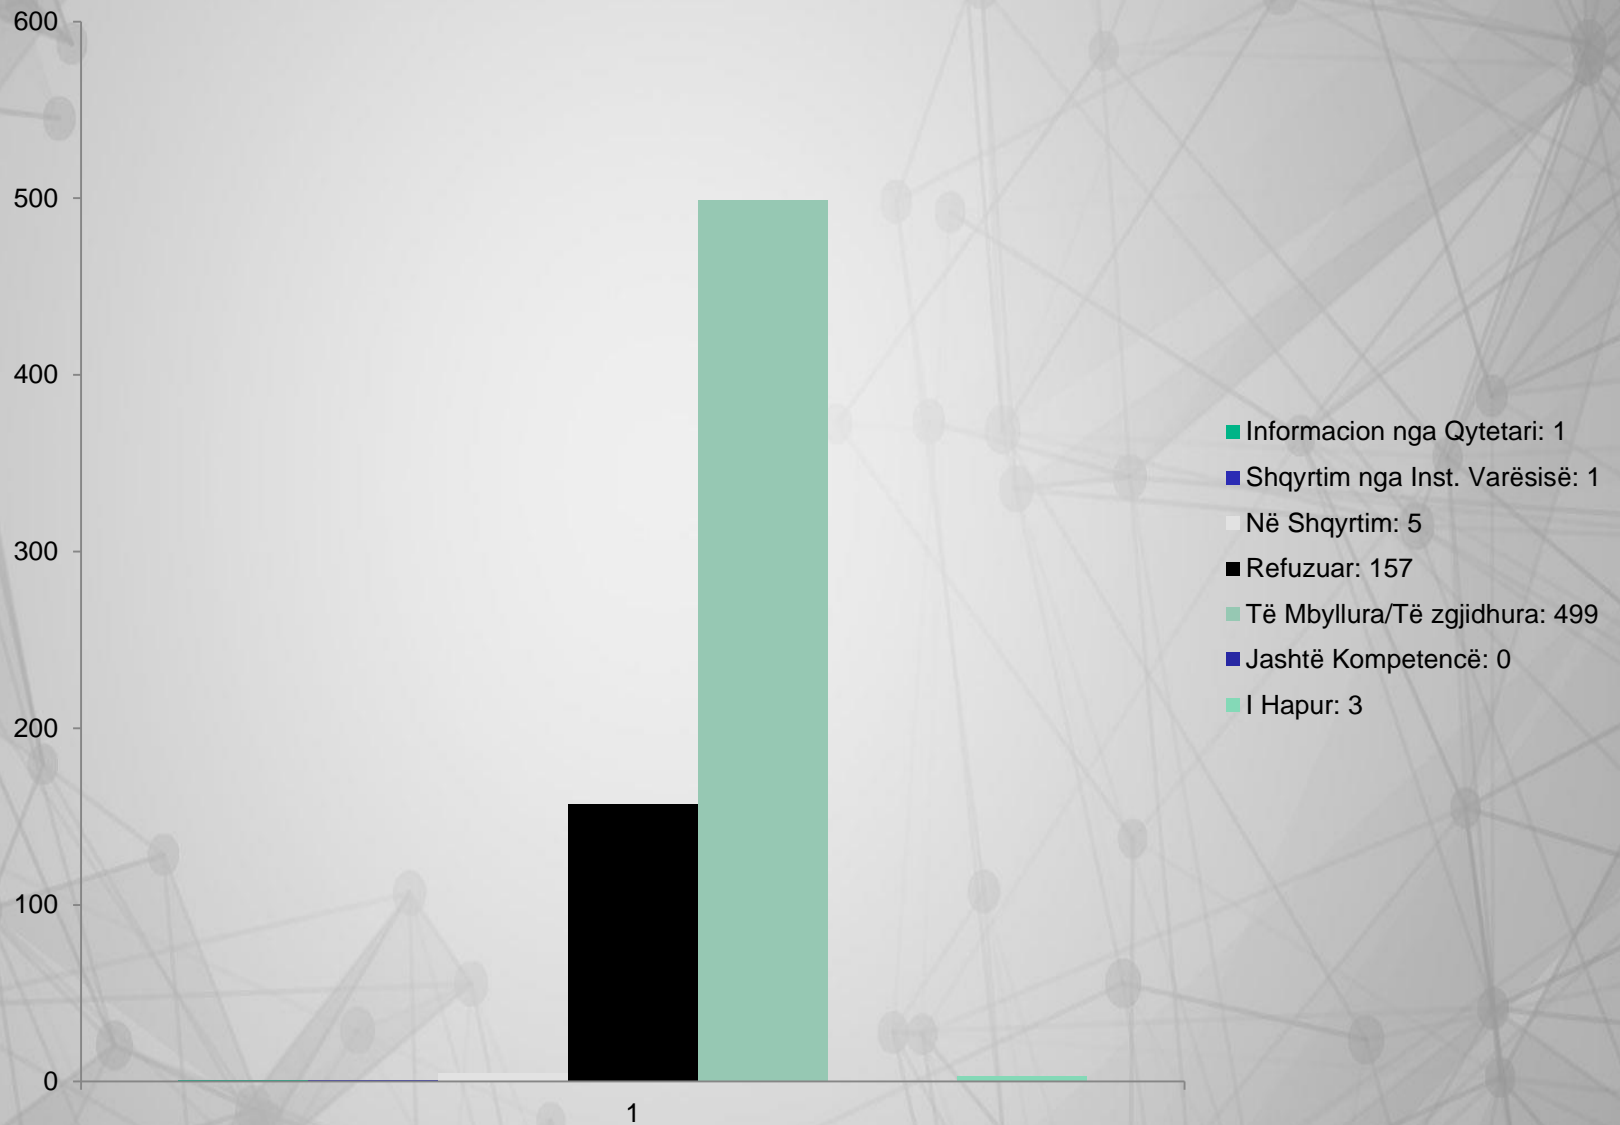 600
500
400
300
200
100
0
1
Informacion nga Qytetari: 1
Shqyrtim nga Inst. Varësisë: 1
Në Shqyrtim: 5
Refuzuar: 157
Të Mbyllura/Të zgjidhura: 499
Jashtë Kompetencë: 0
I Hapur: 3